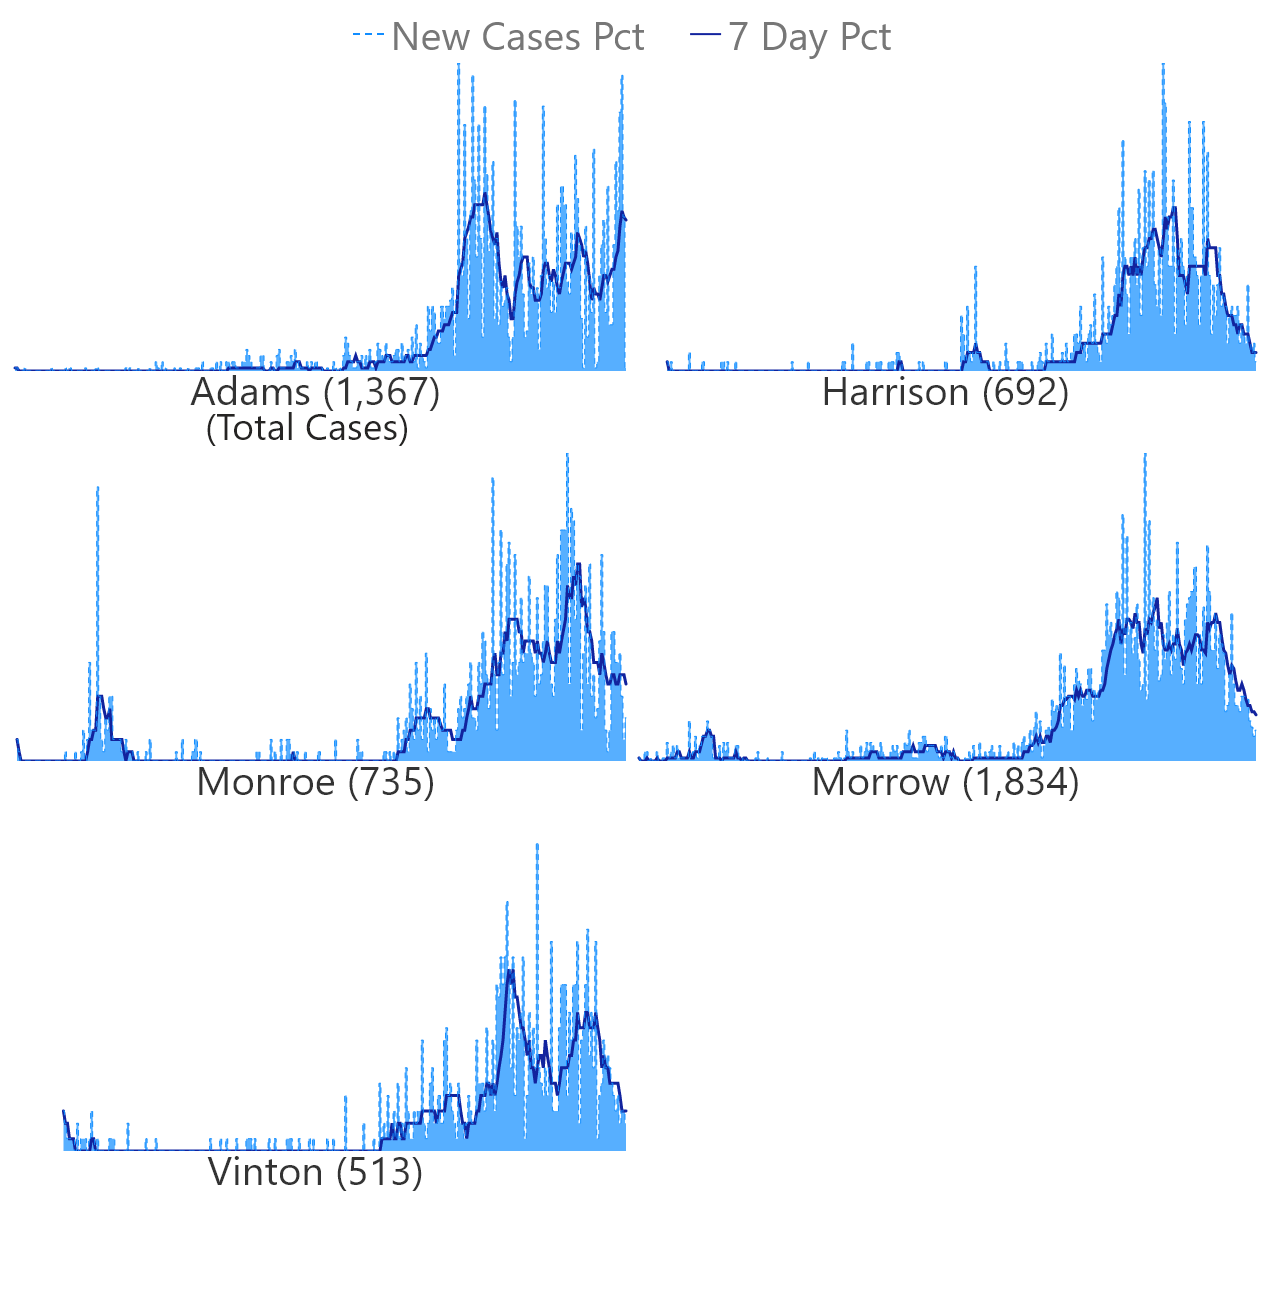 New Cases Pct 7 Day Pct
Adams (1,367) Harrison (692)
(Total Cases)
Monroe (735) Morrow (1,834)
Vinton (513)